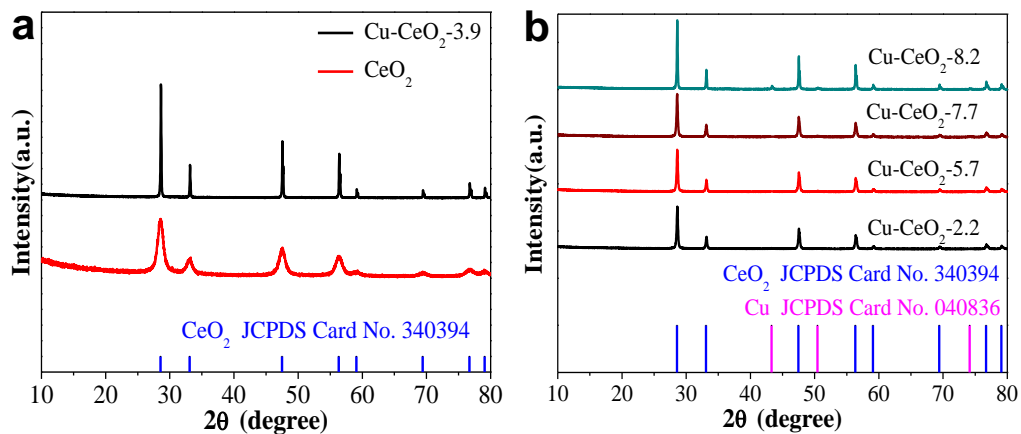 a
Cu-CeO₂-3.9
CeO₂
Intensity(a.u.)
CeO₂ JCPDS Card No. 340394
10 20 30 40 50 60 70 80
2θ (degree)
b
Cu-CeO₂-8.2
Cu-CeO₂-7.7
Cu-CeO₂-5.7
Cu-CeO₂-2.2
Intensity(a.u.)
CeO₂ JCPDS Card No. 340394
Cu JCPDS Card No. 040836
10 20 30 40 50 60 70 80
2θ (degree)